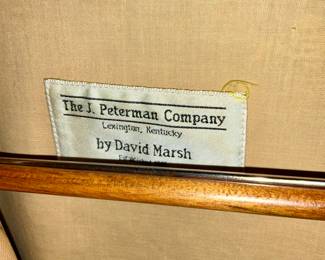 The J. Peterman Company
Lexington, Kentucky
by David Marsh